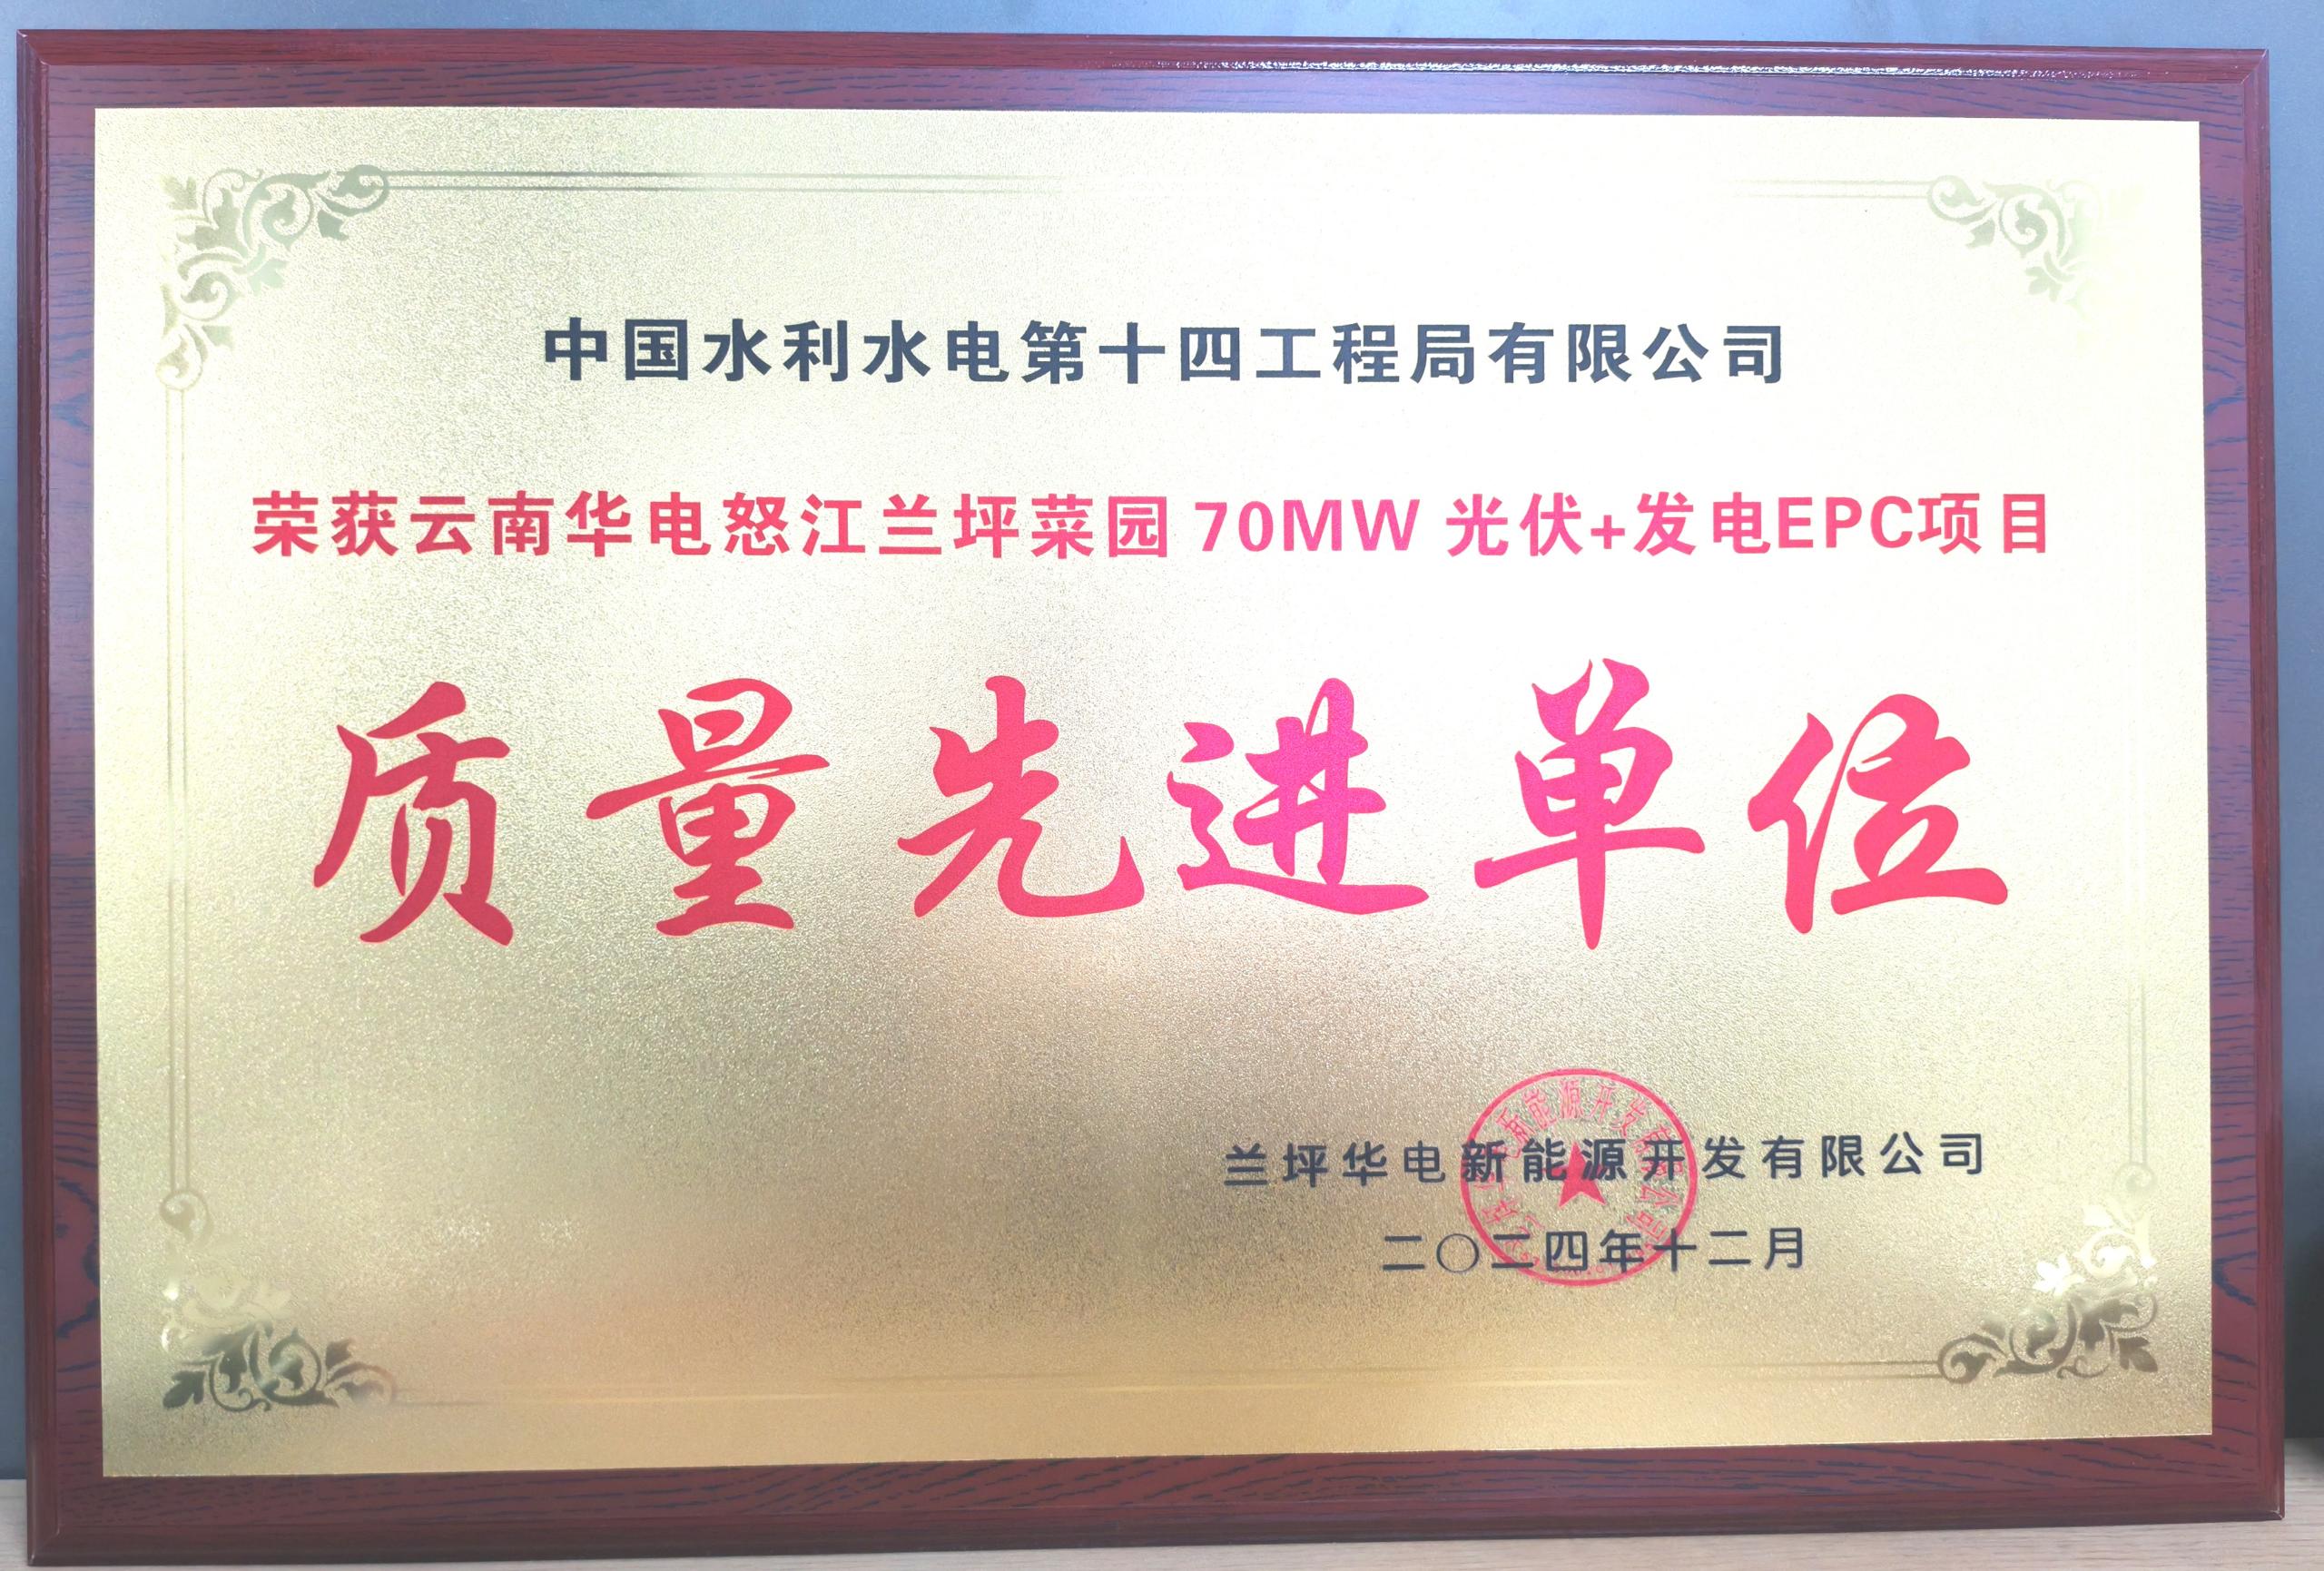 中国水利水电第十四工程局有限公司
荣获云南华电怒江兰坪菜园 70MW 光伏+发电EPC项目
质量先进单位
兰坪华电新能源开发有限公司
二〇二四年十二月